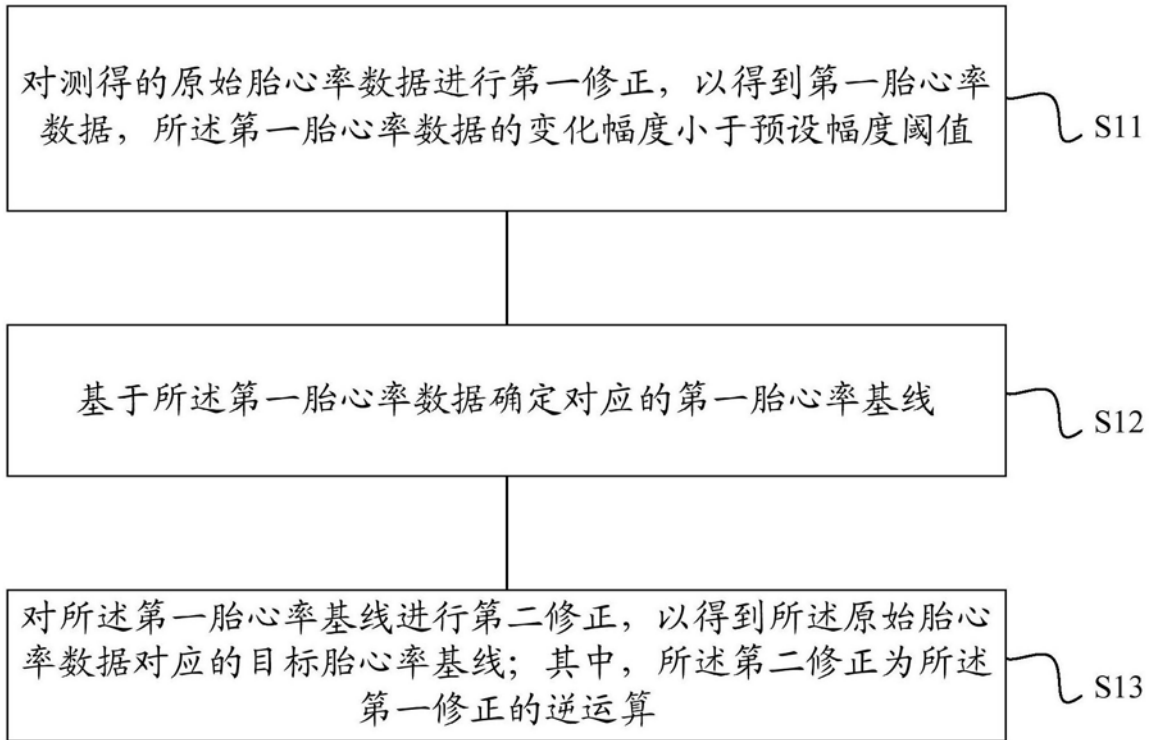 对测得的原始胎心率数据进行第一修正，以得到第一胎心率
数据，所述第一胎心率数据的变化幅度小于预设幅度阈值
S11
基于所述第一胎心率数据确定对应的第一胎心率基线
S12
对所述第一胎心率基线进行第二修正，以得到所述原始胎心
率数据对应的目标胎心率基线；其中，所述第二修正为所述
第一修正的逆运算
S13